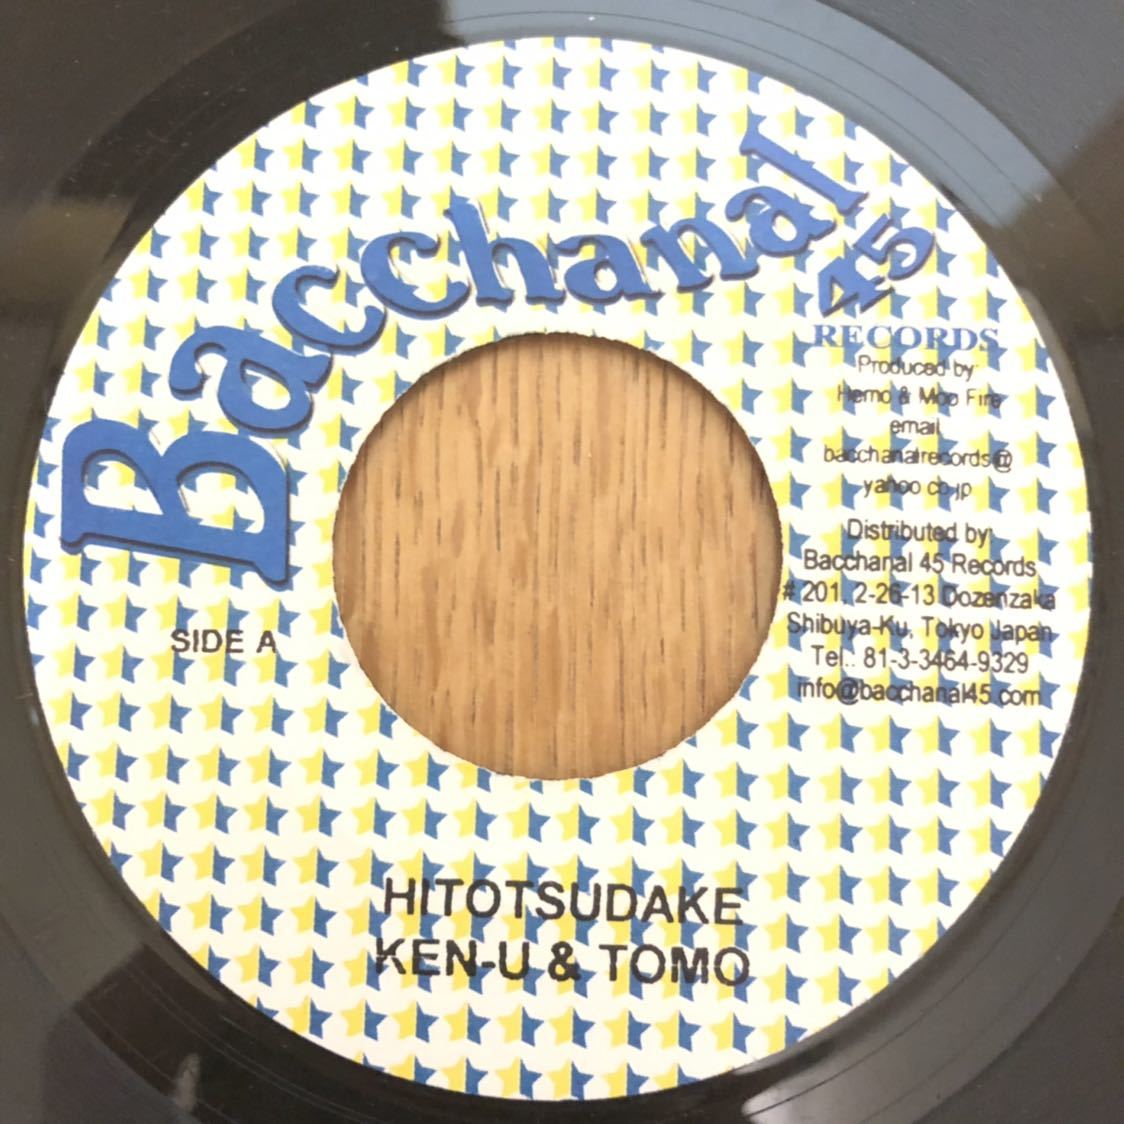 Bacchanal 45
RECORDS
Produced by
Hemo & Moo Fire
email
bacchanalrecords@
yahoo co jp
Distributed by:
Bacchanal 45 Records
# 201, 2-26-13 Dozenzaka
Shibuya-Ku, Tokyo Japan
Tel.: 81-3-3464-9329
info@bacchanal45.com
SIDE A
HITOTSUDAKE
KEN-U & TOMO